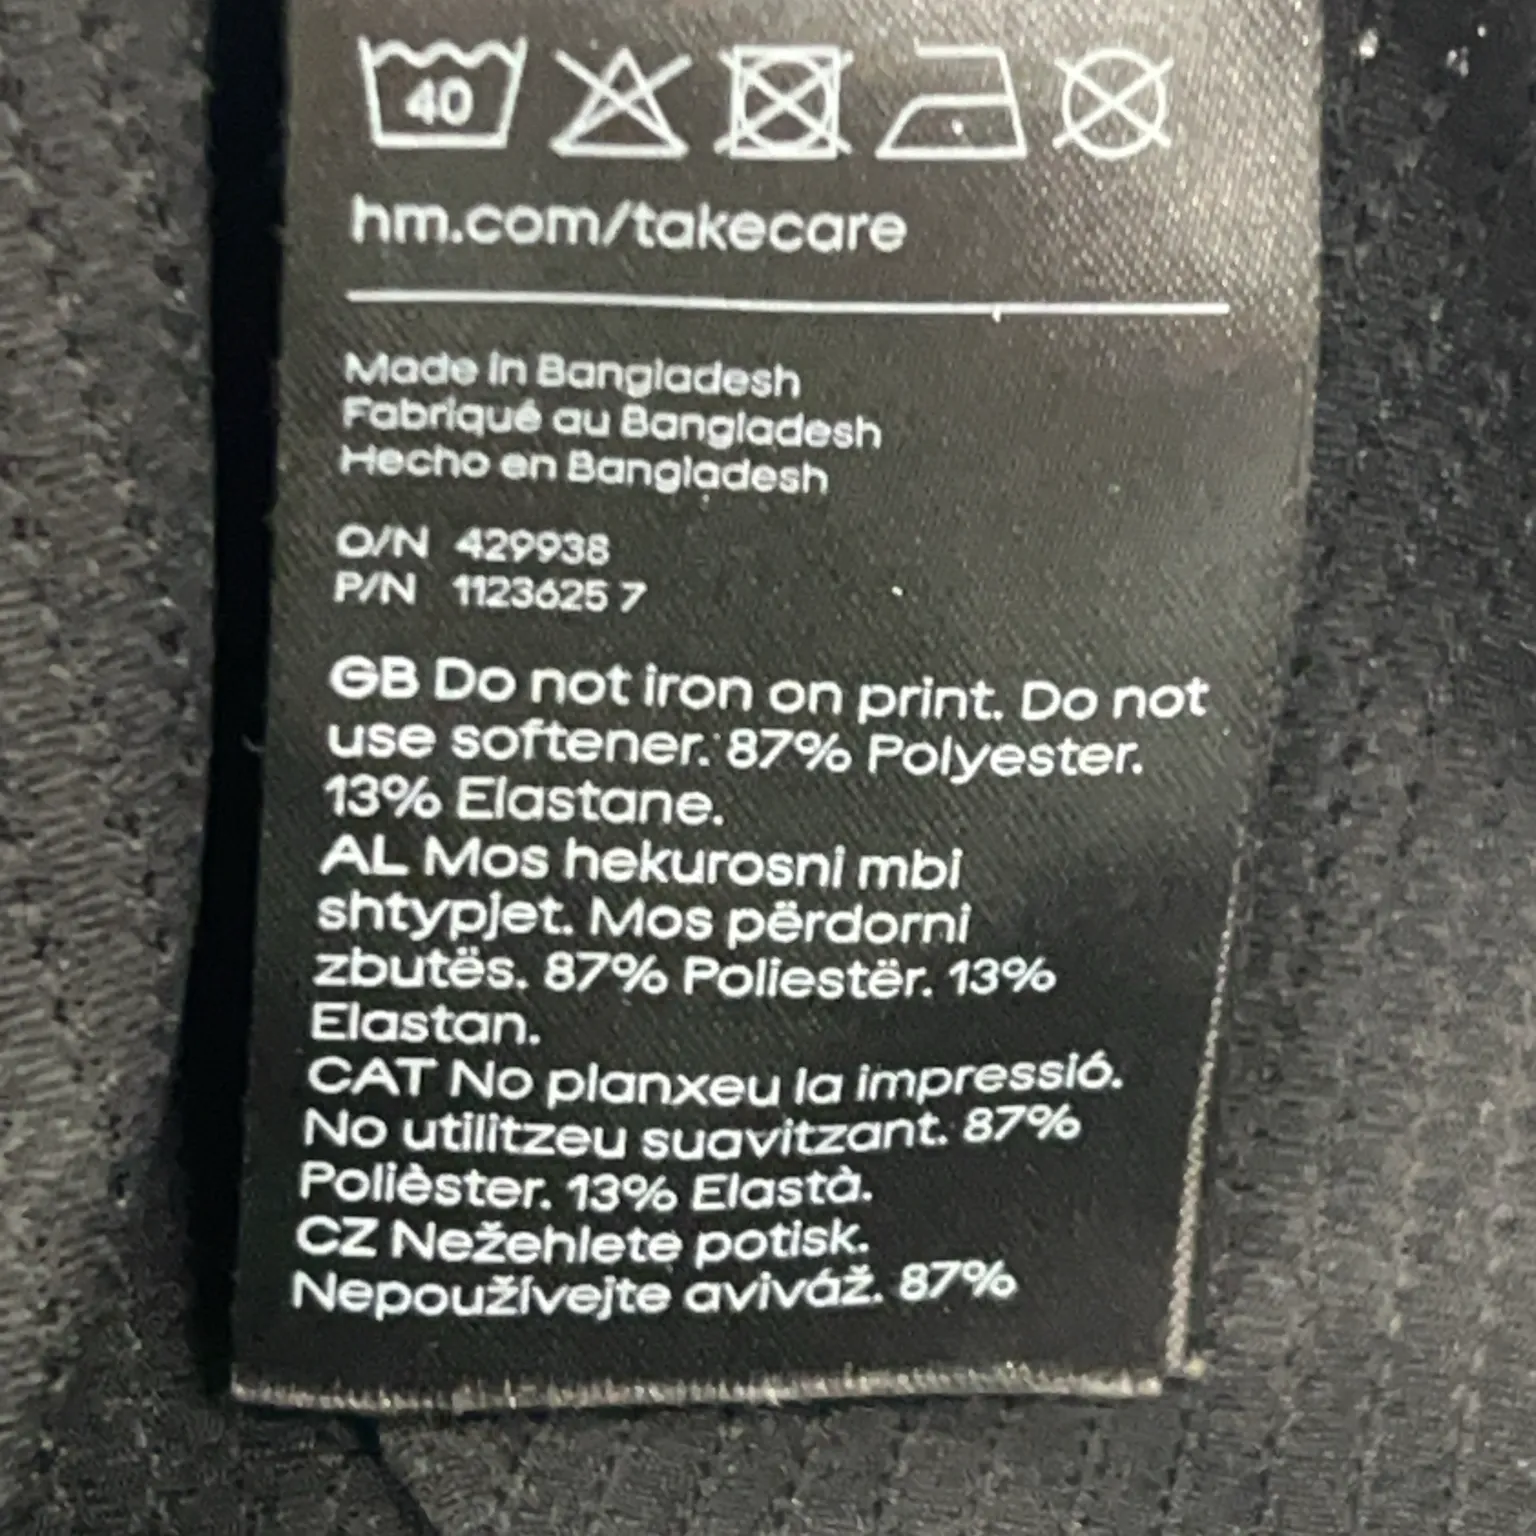 40
hm.com/takecare
Made in Bangladesh
Fabriqué au Bangladesh
Hecho en Bangladesh
O/N 429938
P/N 1123625 7
GB Do not iron on print. Do not
use softener. 87% Polyester.
13% Elastane.
AL Mos hekurosni mbi
shtypjet. Mos përdorni
zbutës. 87% Poliestër. 13%
Elastan.
CAT No planxeu la impressió.
No utilitzeu suavitzant. 87%
Polièster. 13% Elastà.
CZ Nežehlete potisk.
Nepoužívejte aviváž. 87%